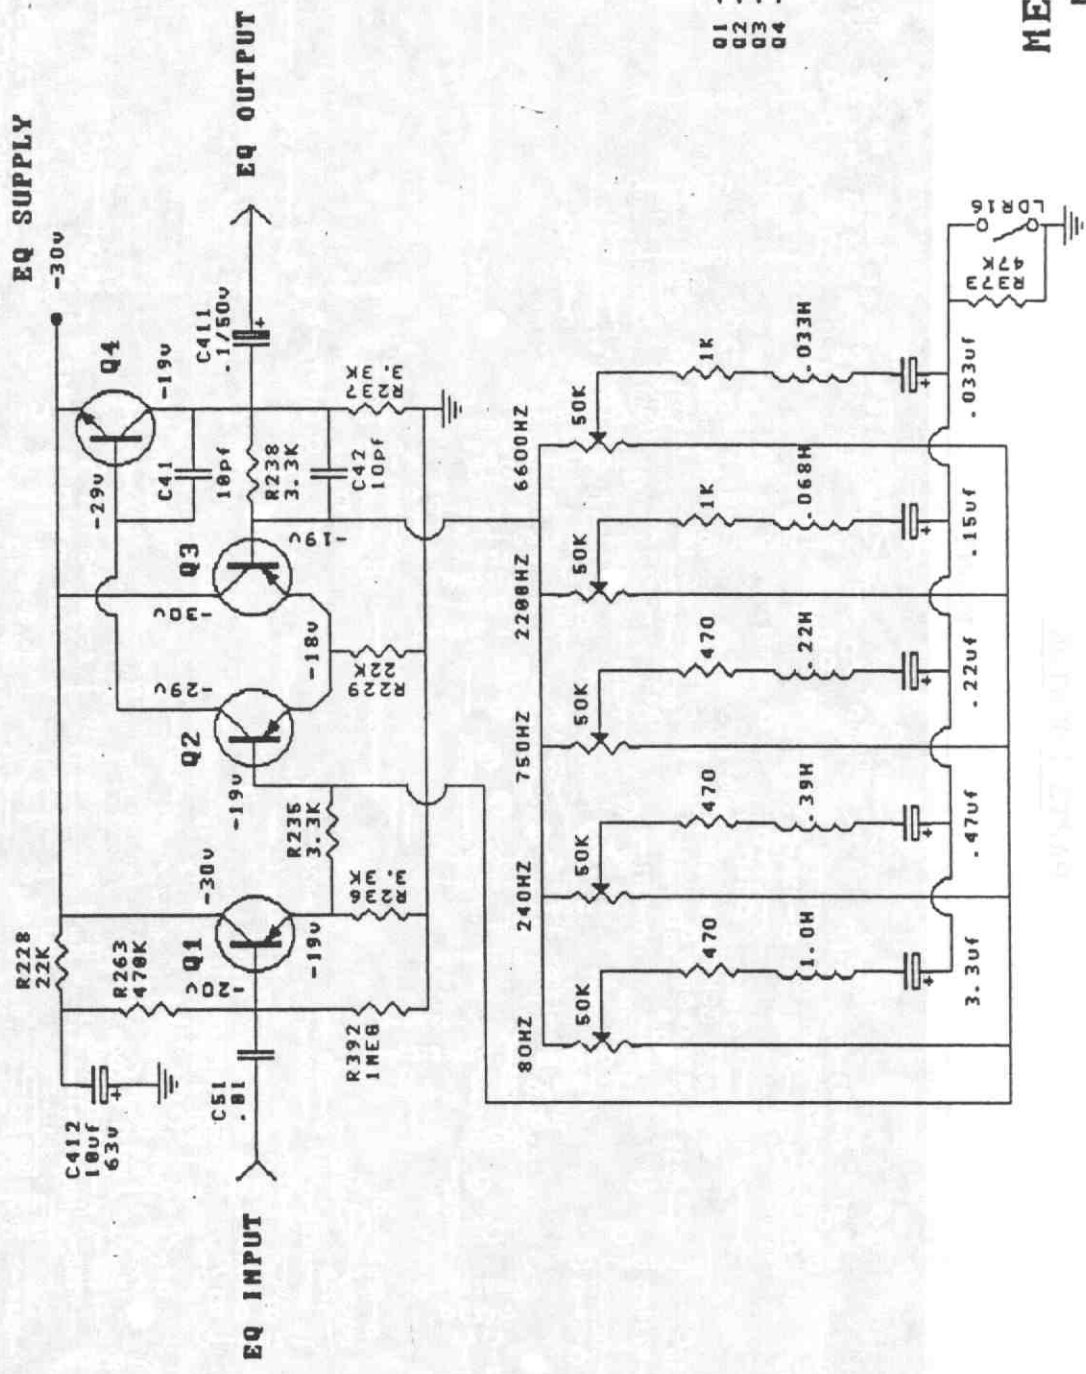 EQ SUPPLY
-30v
R228
22K
C412
10uf
63v
R263
470K
C51
.01
EQ INPUT
R392
1MEG
-20v
Q1
-30v
-19v
R236
R235
3.3K
-19v
Q2
-29v
-18v
R229
22K
Q3
-30v
-19v
-29v
Q4
-19v
C41
10pf
R238
3.3K
C42
10pf
R237
C411
.1/50v
EQ OUTPUT
80HZ
240HZ
750HZ
2200HZ
6600HZ
50K
50K
50K
50K
50K
470
470
470
1K
1K
1.0H
.39H
.22H
.068H
.033H
3.3uf
.47uf
.22uf
.15uf
.033uf
R373
47K
LDR16
Q1 -
Q2 -
Q3 -
Q4 -
ME